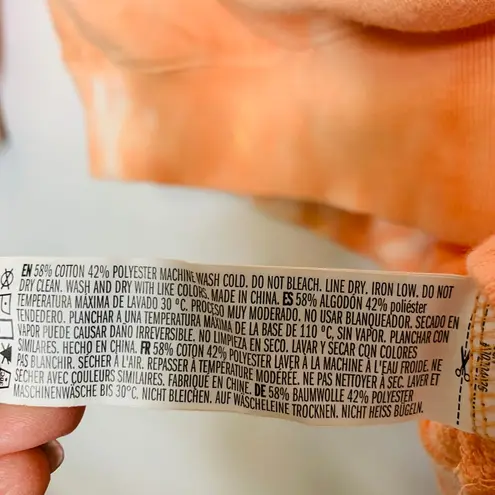 EN 58% COTTON 42% POLYESTER MACHINE WASH COLD. DO NOT BLEACH. LINE DRY. IRON LOW. DO NOT
DRY CLEAN. WASH AND DRY WITH LIKE COLORS. MADE IN CHINA. ES 58% ALGODÓN 42% poliéster
TEMPERATURA MÁXIMA DE LAVADO 30 °C. PROCESO MUY MODERADO. NO USAR BLANQUEADOR. SECADO EN
TENDEDERO. PLANCHAR A UNA TEMPERATURA MÁXIMA DE LA BASE DE 110 °C, SIN VAPOR. PLANCHAR CON
VAPOR PUEDE CAUSAR DAÑO IRREVERSIBLE. NO LIMPIEZA EN SECO. LAVAR Y SECAR CON COLORES
SIMILARES. HECHO EN CHINA. FR 58% COTON 42% POLYESTER LAVER À LA MACHINE À L'EAU FROIDE. NE
PAS BLANCHIR. SÉCHER À L'AIR. REPASSER À TEMPÉRATURE MODÉRÉE. NE PAS NETTOYER À SEC. LAVER ET
SÉCHER AVEC COULEURS SIMILAIRES. FABRIQUÉ EN CHINE. DE 58% BAUMWOLLE 42% POLYESTER
MASCHINENWÄSCHE BIS 30°C. NICHT BLEICHEN. AUF WÄSCHELEINE TROCKNEN. NICHT HEISS BÜGELN.